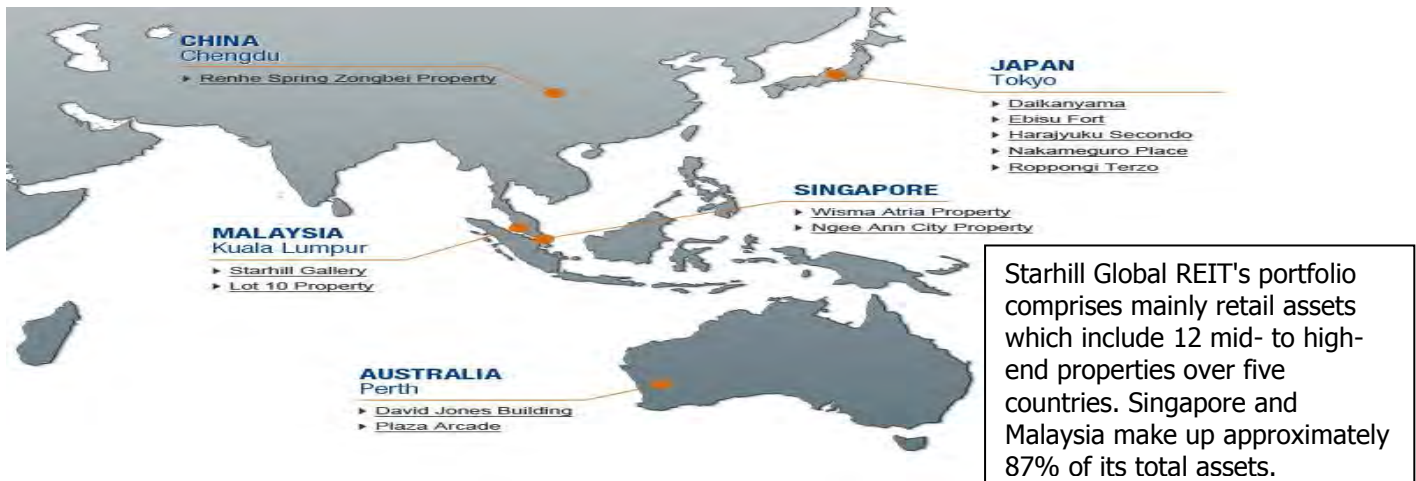 CHINA
Chengdu
Renhe Spring Zongbei Property
JAPAN
Tokyo
Daikanyama
Ebisu Fort
Harajyuku Secondo
Nakameguro Place
Roppongi Terzo
SINGAPORE
Wisma Atria Property
Ngee Ann City Property
MALAYSIA
Kuala Lumpur
Starhill Gallery
Lot 10 Property
AUSTRALIA
Perth
David Jones Building
Plaza Arcade
Starhill Global REIT's portfolio
comprises mainly retail assets
which include 12 mid- to high-
end properties over five
countries. Singapore and
Malaysia make up approximately
87% of its total assets.